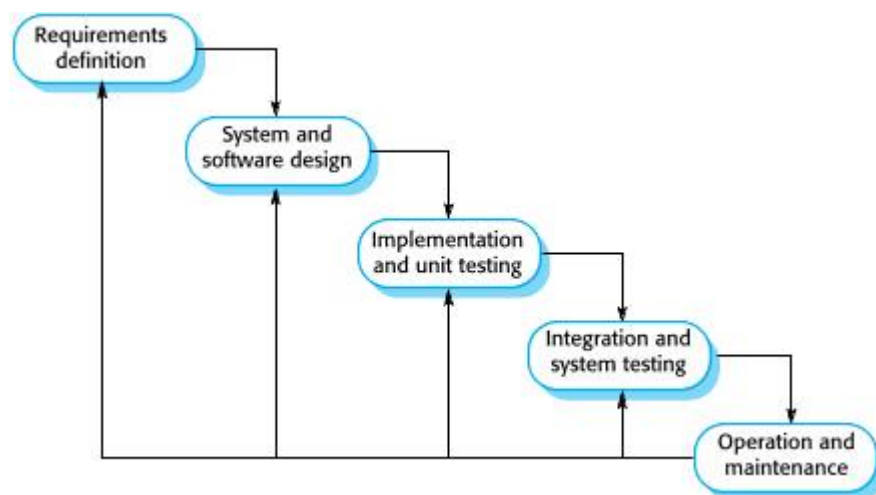 Requirements
definition
System and
software design
Implementation
and unit testing
Integration and
system testing
Operation and
maintenance